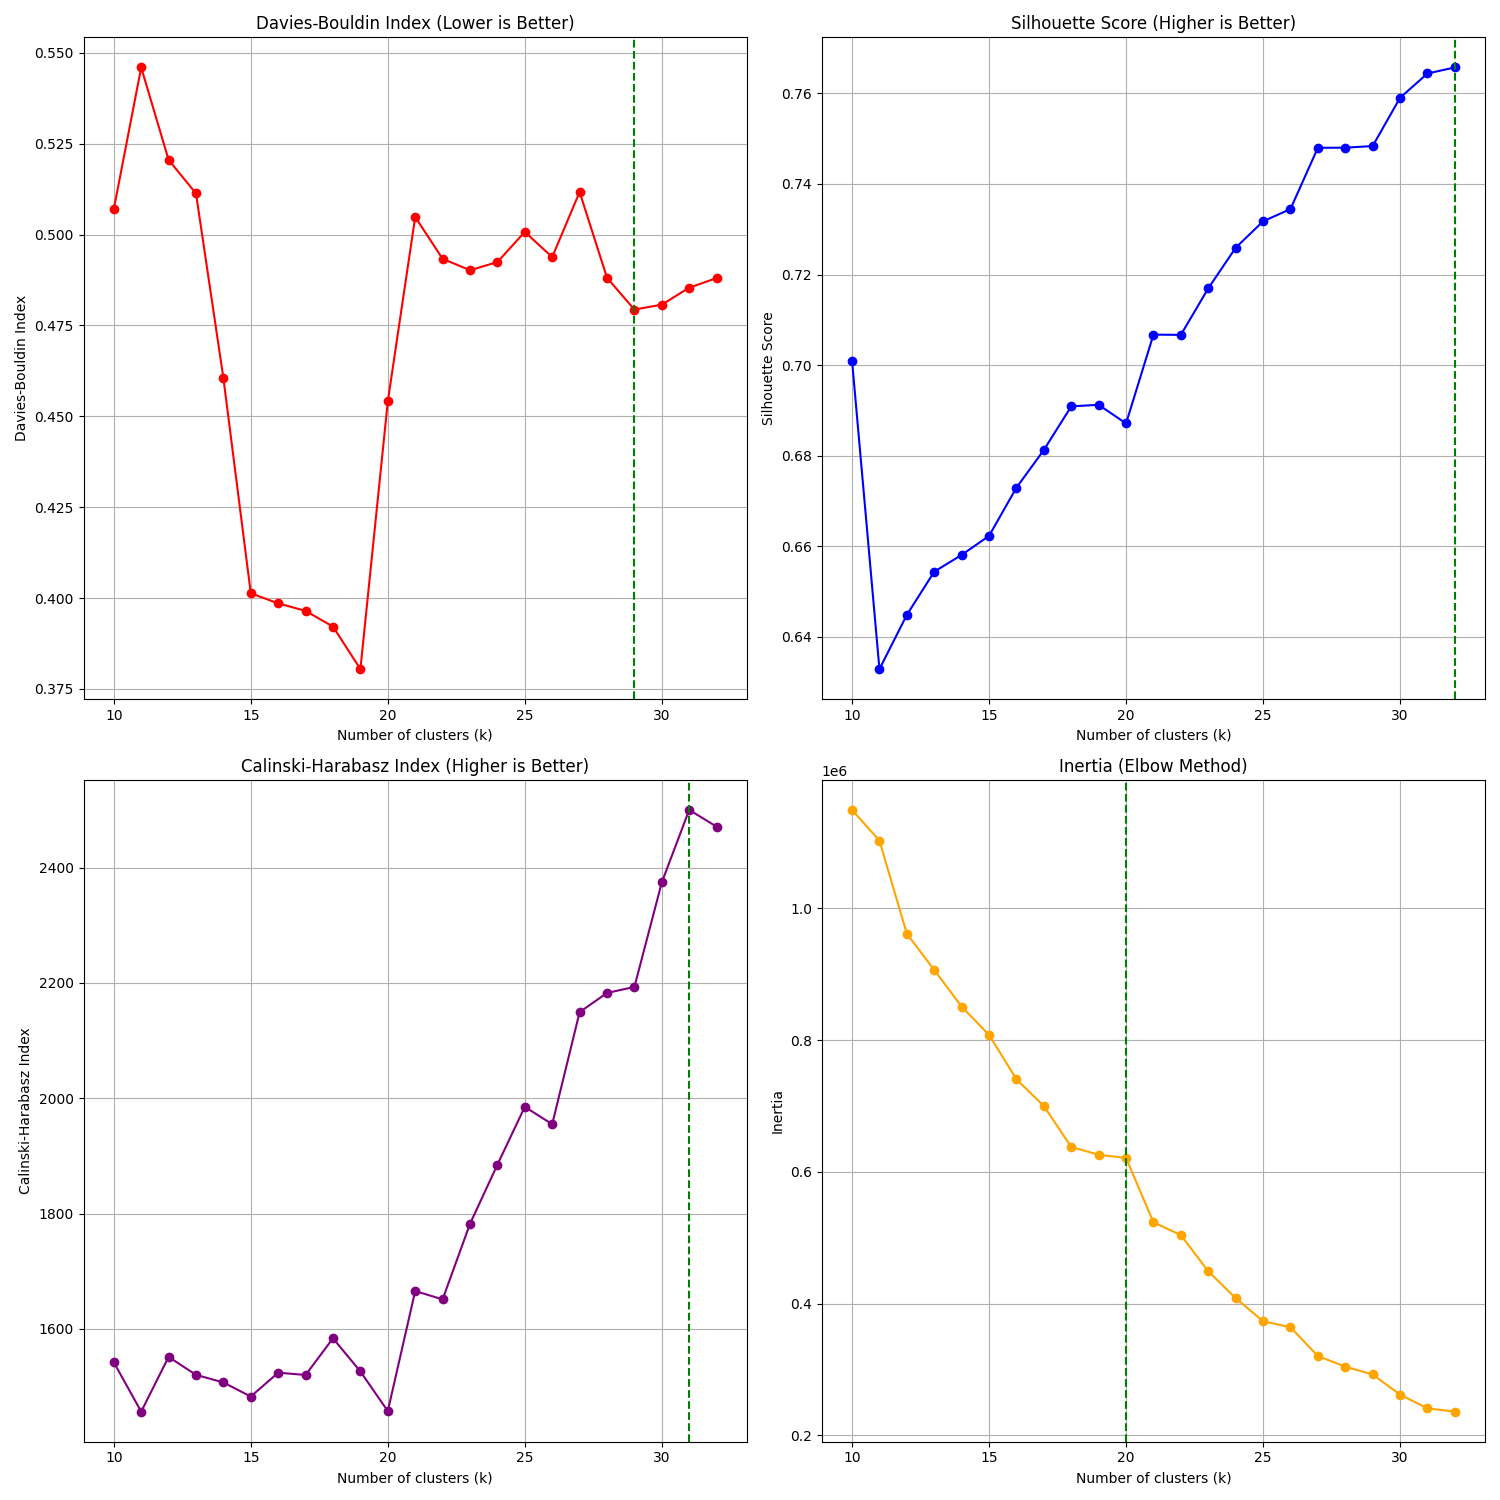 Davies-Bouldin Index (Lower is Better)
0.550
0.525
0.500
0.475
0.450
0.425
0.400
0.375
Davies-Bouldin Index
10 15 20 25 30
Number of clusters (k)
Silhouette Score (Higher is Better)
0.76
0.74
0.72
0.70
0.68
0.66
0.64
Silhouette Score
10 15 20 25 30
Number of clusters (k)
Calinski-Harabasz Index (Higher is Better)
2400
2200
2000
1800
1600
Calinski-Harabasz Index
10 15 20 25 30
Number of clusters (k)
Inertia (Elbow Method)
1e6
1.0
0.8
0.6
0.4
0.2
Inertia
10 15 20 25 30
Number of clusters (k)